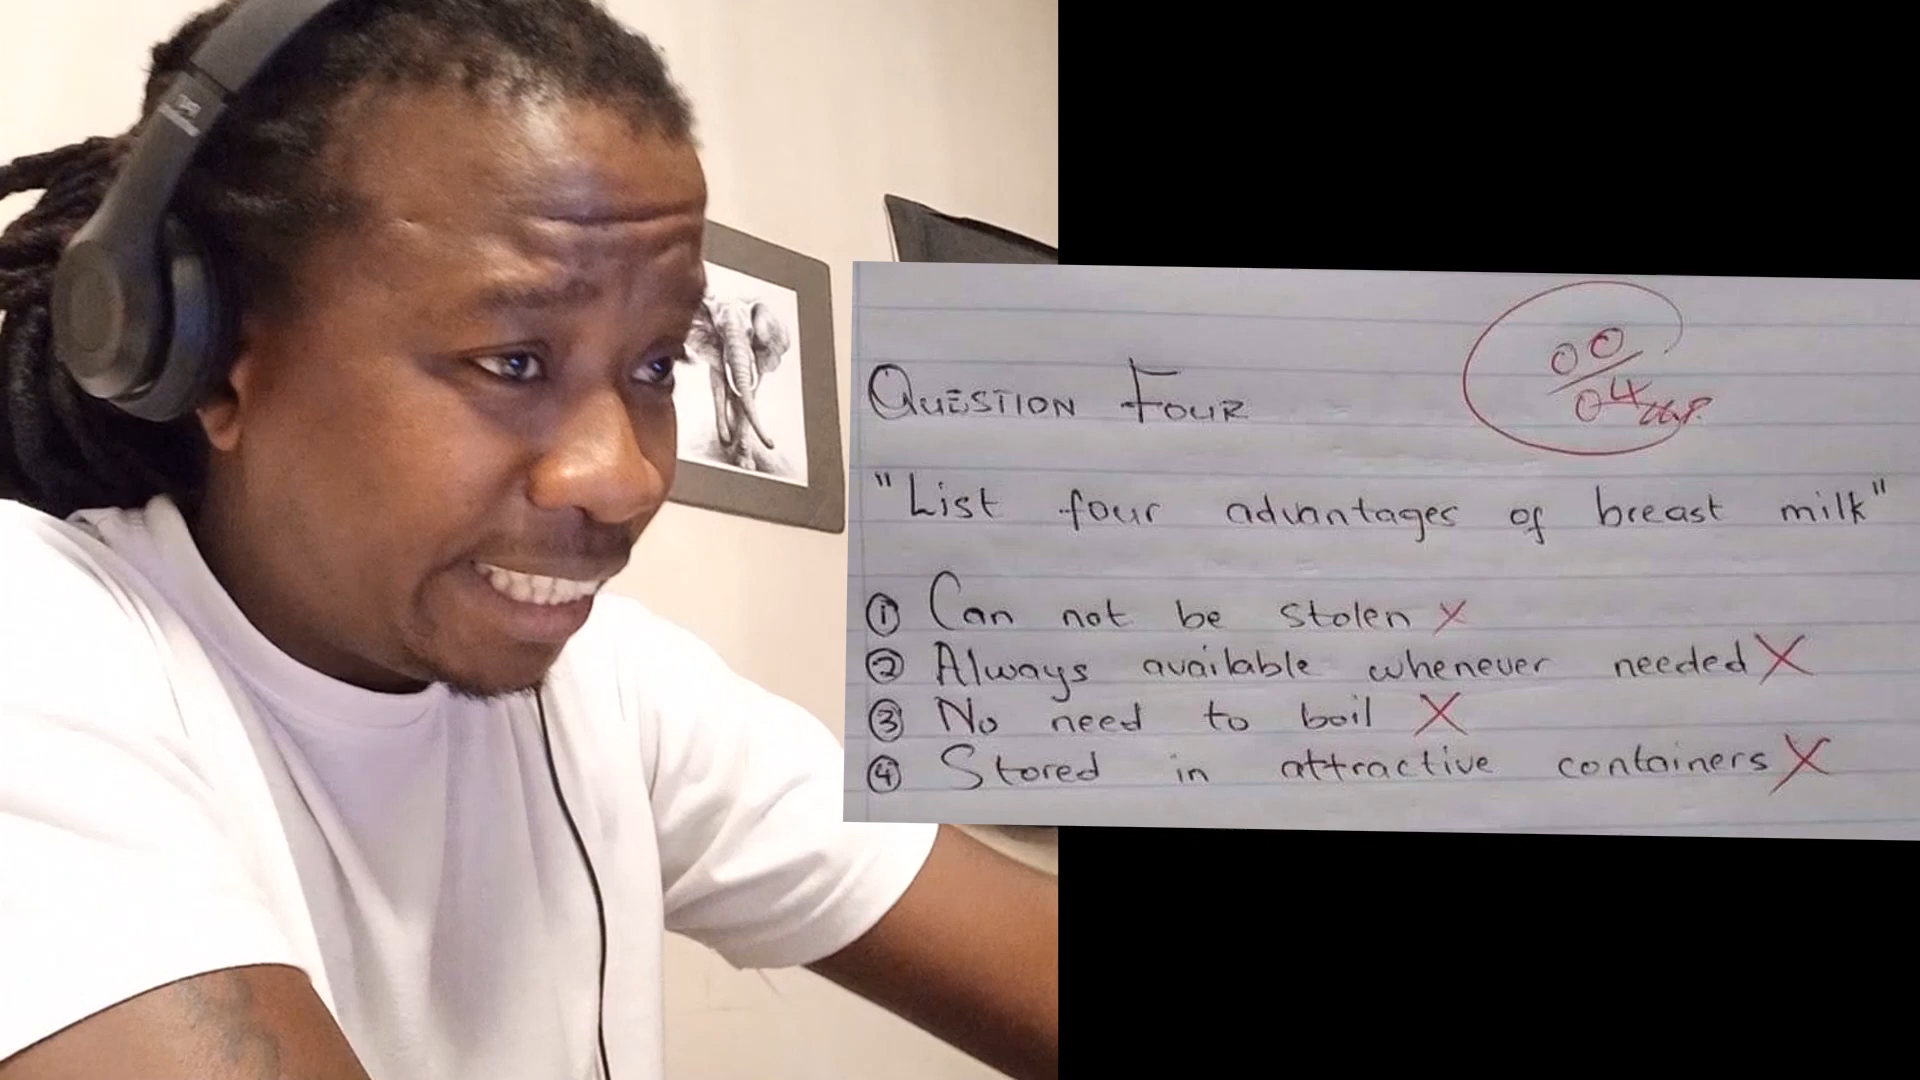 00
04
QUESTION FOUR
"List four advantages of breast milk"
① Can not be stolen X
② Always available whenever needed X
③ No need to boil X
④ Stored in attractive containers X